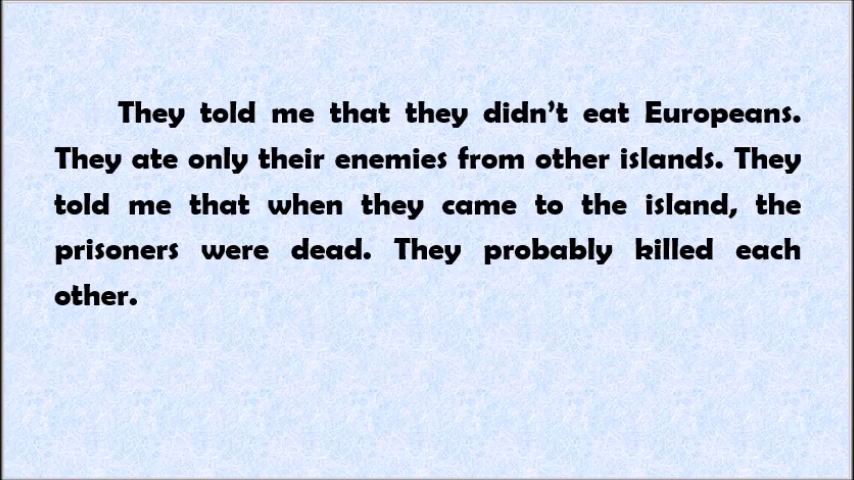 They told me that they didn’t eat Europeans.
They ate only their enemies from other islands. They
told me that when they came to the island, the
prisoners were dead. They probably killed each
other.